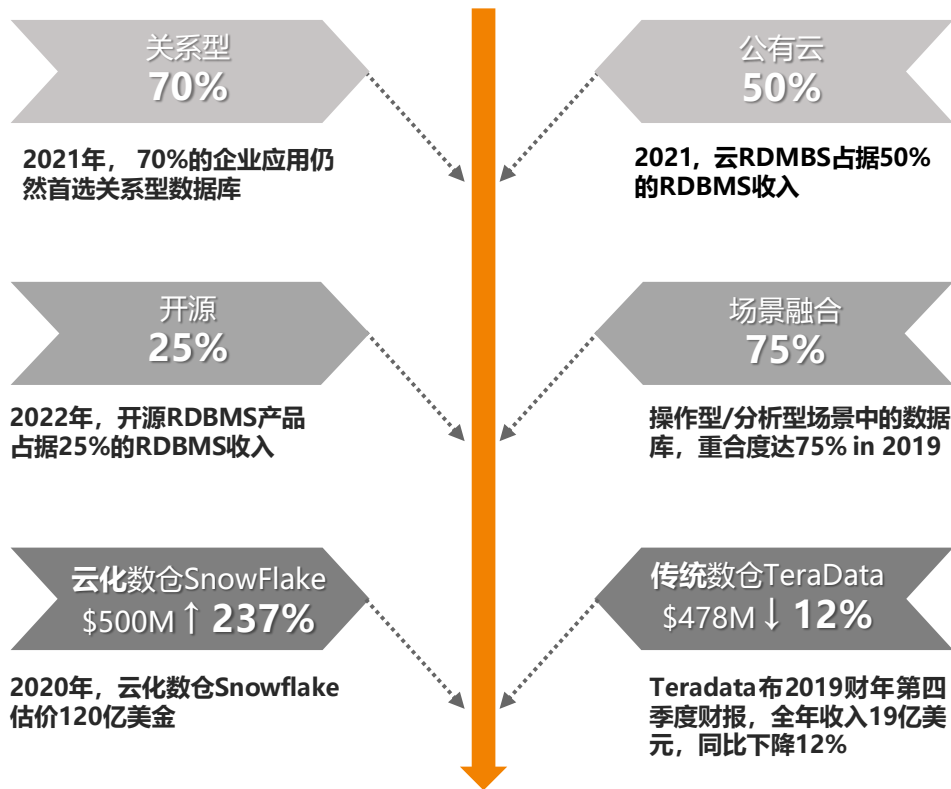 关系型
70%
2021年， 70%的企业应用仍
然首选关系型数据库
公有云
50%
2021，云RDMBS占据50%
的RDBMS收入
开源
25%
2022年，开源RDBMS产品
占据25%的RDBMS收入
场景融合
75%
操作型/分析型场景中的数据
库，重合度达75% in 2019
云化数仓SnowFlake
$500M ↑ 237%
2020年，云化数仓Snowflake
估价120亿美金
传统数仓TeraData
$478M ↓ 12%
Teradata布2019财年第四
季度财报，全年收入19亿美
元，同比下降12%